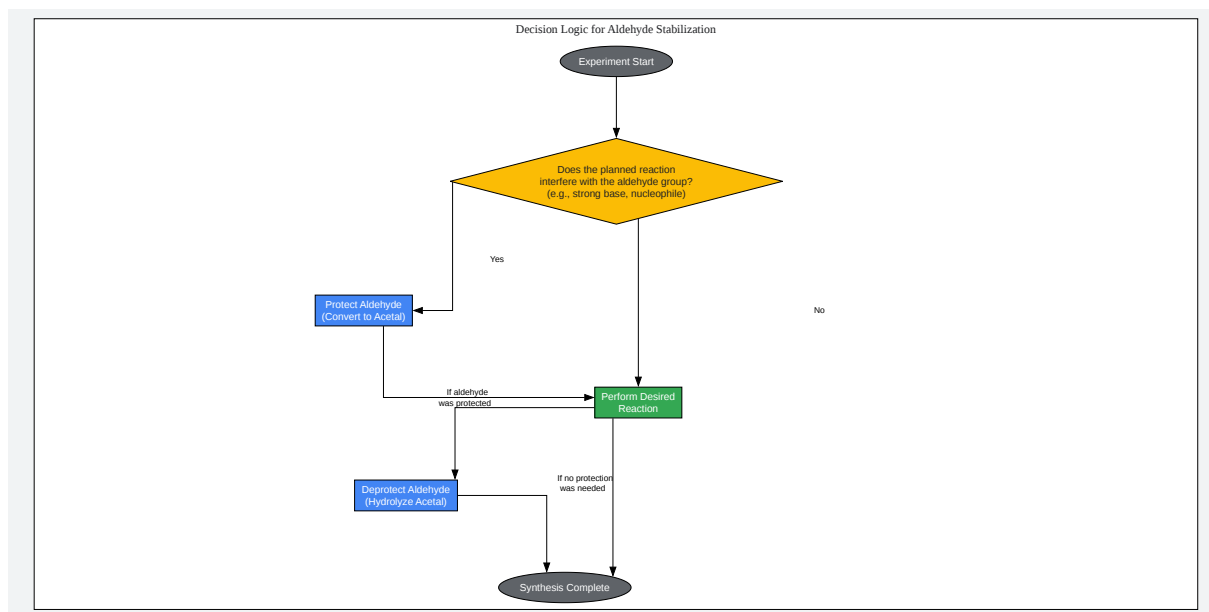 Decision Logic for Aldehyde Stabilization
Experiment Start
Does the planned reaction
interfere with the aldehyde group?
(e.g., strong base, nucleophile)
Yes
Protect Aldehyde
(Convert to Acetal)
No
If aldehyde
was protected
Perform Desired
Reaction
If no protection
was needed
Deprotect Aldehyde
(Hydrolyze Acetal)
Synthesis Complete